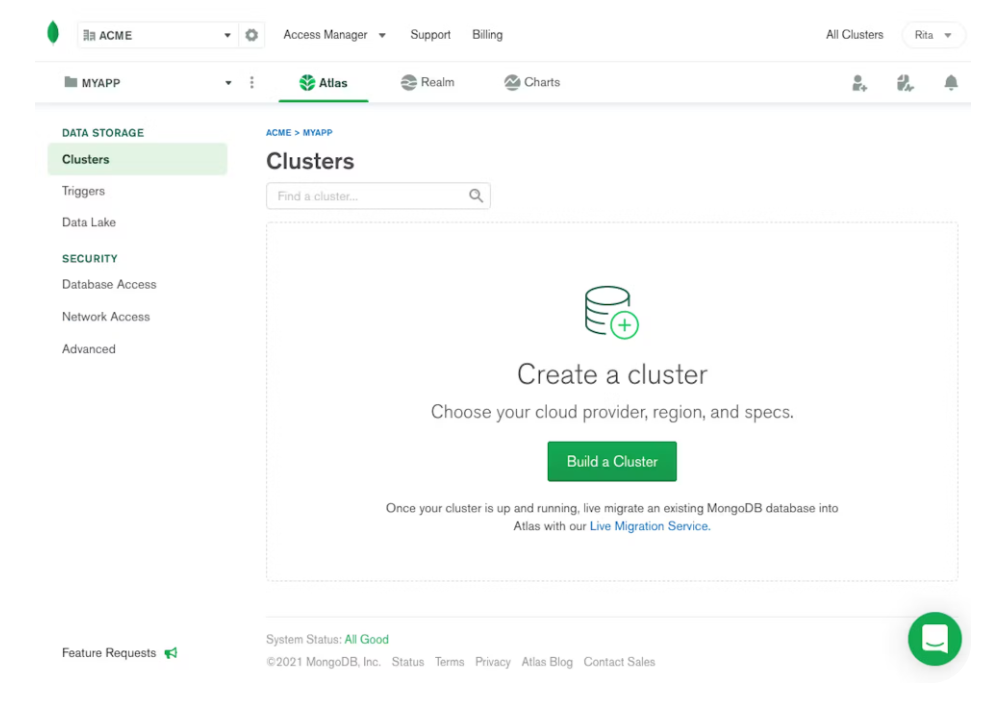 ACME
Access Manager
Support
Billing
All Clusters
Rita
MYAPP
Atlas
Realm
Charts
DATA STORAGE
Clusters
Triggers
Data Lake
SECURITY
Database Access
Network Access
Advanced
Feature Requests
ACME > MYAPP
Clusters
Find a cluster...
Create a cluster
Choose your cloud provider, region, and specs.
Build a Cluster
Once your cluster is up and running, live migrate an existing MongoDB database into
Atlas with our Live Migration Service.
System Status: All Good
©2021 MongoDB, Inc. Status Terms Privacy Atlas Blog Contact Sales